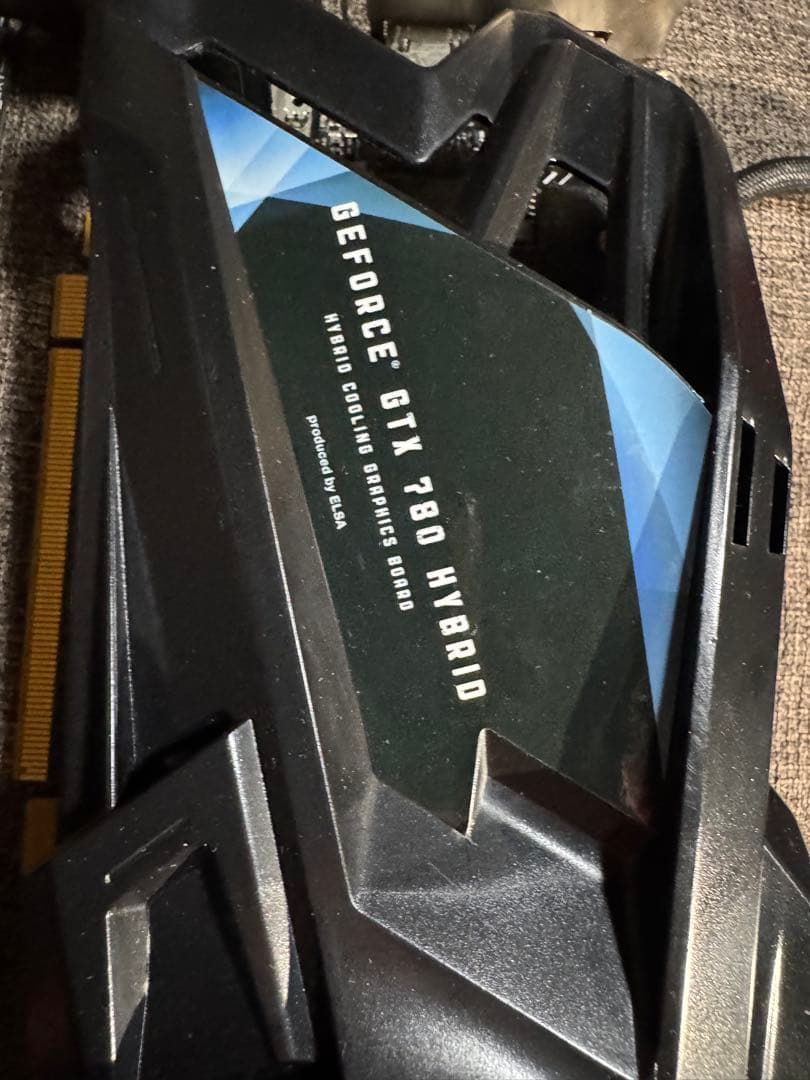 GEFORCE® GTX 780 HYBRID
HYBRID COOLING GRAPHICS BOARD
produced by ELSA